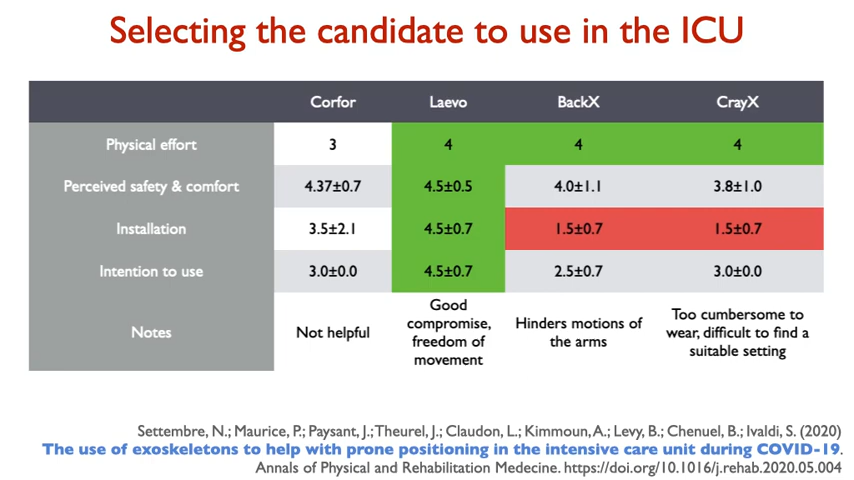 Selecting the candidate to use in the ICU
Corfor Laevo BackX CrayX
Physical effort 3 4 4 4
Perceived safety & comfort 4.37±0.7 4.5±0.5 4.0±1.1 3.8±1.0
Installation 3.5±2.1 4.5±0.7 1.5±0.7 1.5±0.7
Intention to use 3.0±0.0 4.5±0.7 2.5±0.7 3.0±0.0
Notes
Not helpful
Good
compromise,
freedom of
movement
Hinders motions of
the arms
Too cumbersome to
wear, difficult to find a
suitable setting
Settembre, N.; Maurice, P.; Paysant, J.; Theurel, J.; Claudon, L.; Kimmoun, A.; Levy, B.; Chenuel, B.; Ivaldi, S. (2020)
The use of exoskeletons to help with prone positioning in the intensive care unit during COVID-19.
Annals of Physical and Rehabilitation Medecine. https://doi.org/10.1016/j.rehab.2020.05.004